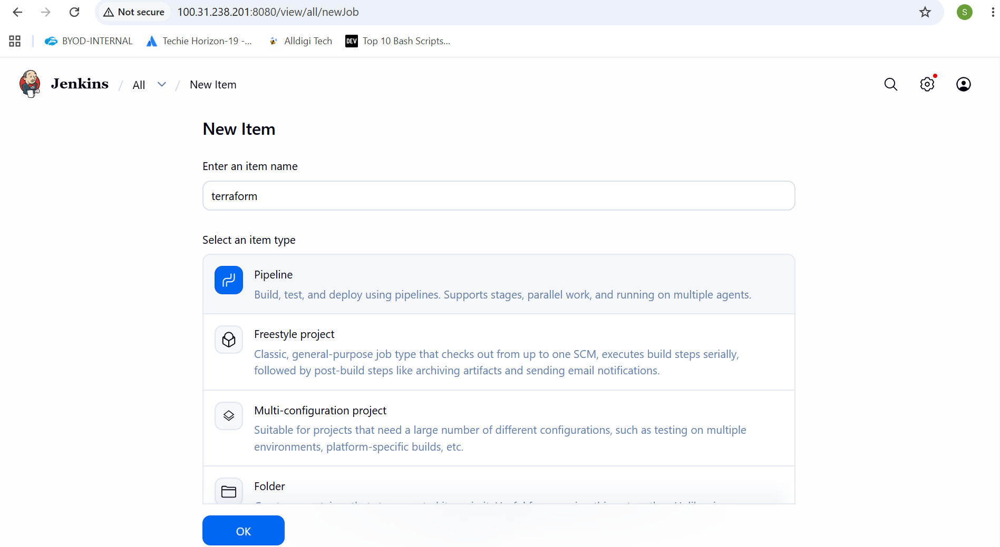 Not secure 100.31.238.201:8080/view/all/newJob
S
BYOD-INTERNAL Techie Horizon-19 -... Alldigi Tech DEV Top 10 Bash Scripts...
Jenkins / All / New Item
New Item
Enter an item name
terraform
Select an item type
Pipeline
Build, test, and deploy using pipelines. Supports stages, parallel work, and running on multiple agents.
Freestyle project
Classic, general-purpose job type that checks out from up to one SCM, executes build steps serially,
followed by post-build steps like archiving artifacts and sending email notifications.
Multi-configuration project
Suitable for projects that need a large number of different configurations, such as testing on multiple
environments, platform-specific builds, etc.
Folder
OK